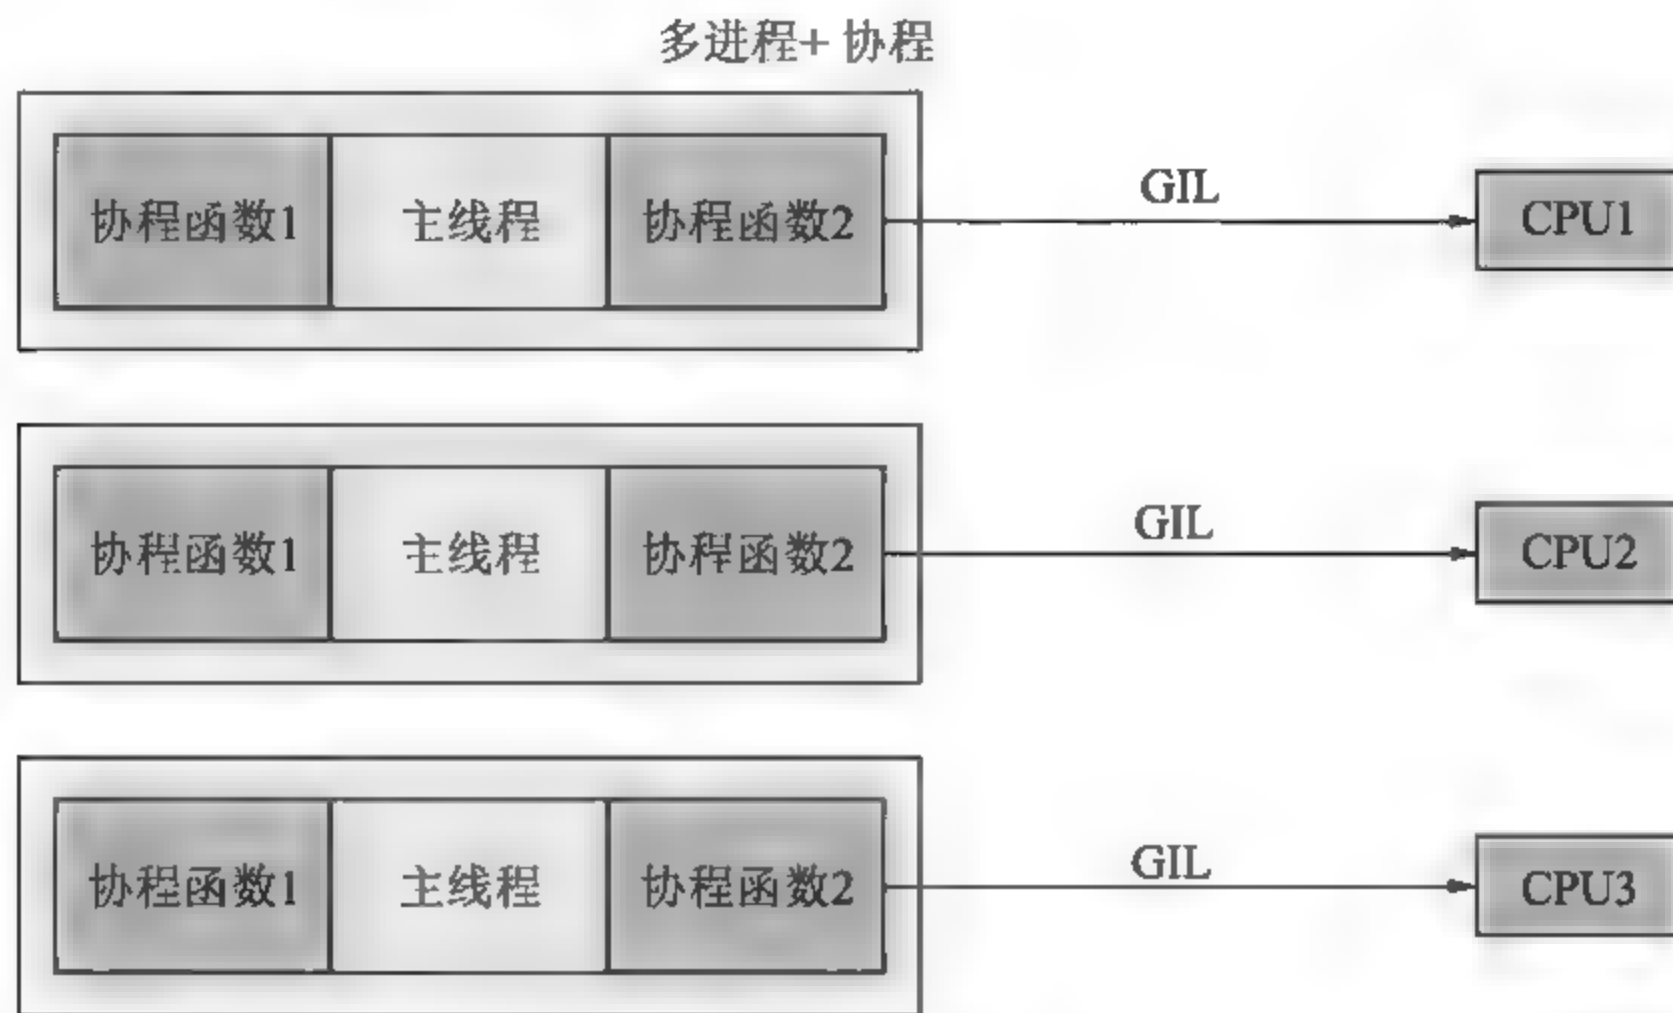 多进程+ 协程
协程函数1 主线程 协程函数2 GIL CPU1
协程函数1 主线程 协程函数2 GIL CPU2
协程函数1 主线程 协程函数2 GIL CPU3